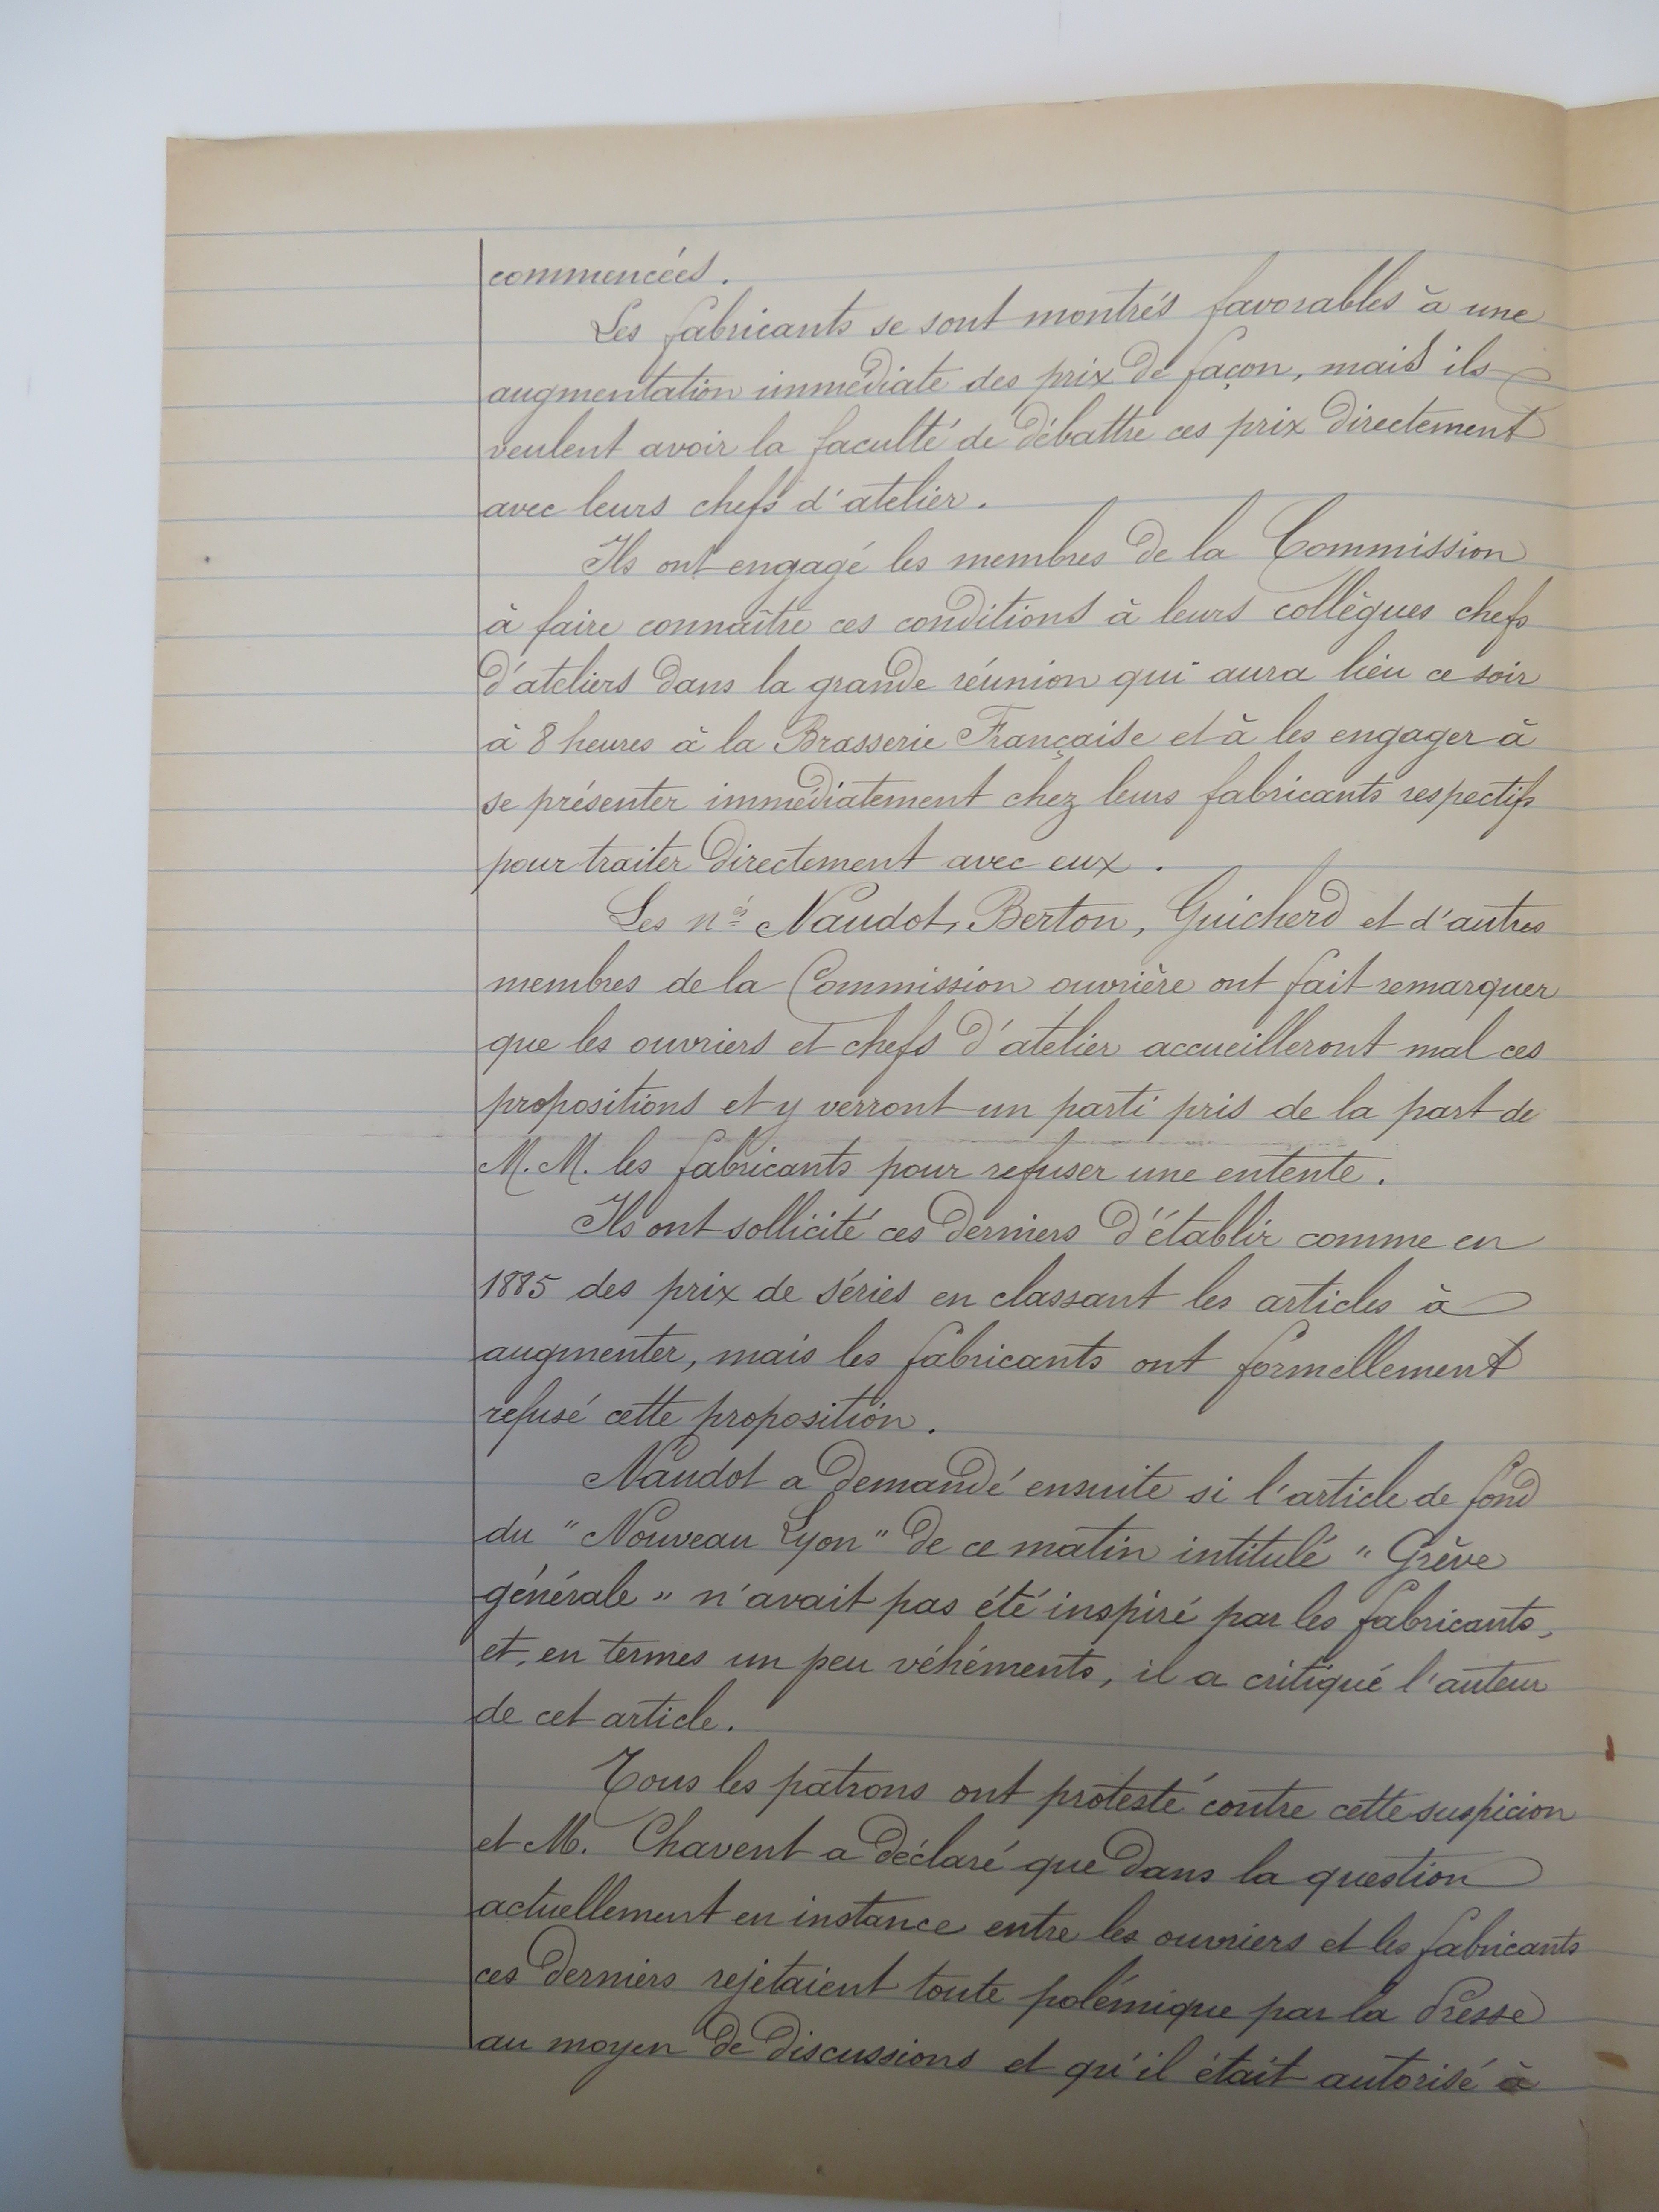 commencées.
Les fabricants se sont montrés favorables à une
augmentation immédiate des prix de façon, mais ils
veulent avoir la faculté de débattre ces prix directement
avec leurs chefs d'atelier.
Ils ont engagé les membres de la Commission
à faire connaître ces conditions à leurs collègues chefs
d'ateliers dans la grande réunion qui aura lieu ce soir
à 8 heures à la Brasserie Française et à les engager à
se présenter immédiatement chez leurs fabricants respectifs
pour traiter directement avec eux.
Les nés Naudot, Berton, Guicherd et d'autres
membres de la Commission ouvrière ont fait remarquer
que les ouvriers et chefs d'atelier accueilleront mal ces
propositions et y verront un parti pris de la part de
M.M. les fabricants pour refuser une entente.
Ils ont sollicité ces derniers d'établir comme en
1885 des prix de séries en classant les articles à
augmenter, mais les fabricants ont formellement
refusé cette proposition.
Naudot a demandé ensuite si l'article de fond
du "Nouveau Lyon" de ce matin intitulé "Grève
générale" n'avait pas été inspiré par les fabricants,
et, en termes un peu véhéments, il a critiqué l'auteur
de cet article.
Tous les patrons ont protesté contre cette suspicion
et M. Chavent a déclaré que dans la question
actuellement en instance entre les ouvriers et les fabricants
ces derniers rejetaient toute polémique par la Presse
au moyen de discussions et qu'il était autorisé à